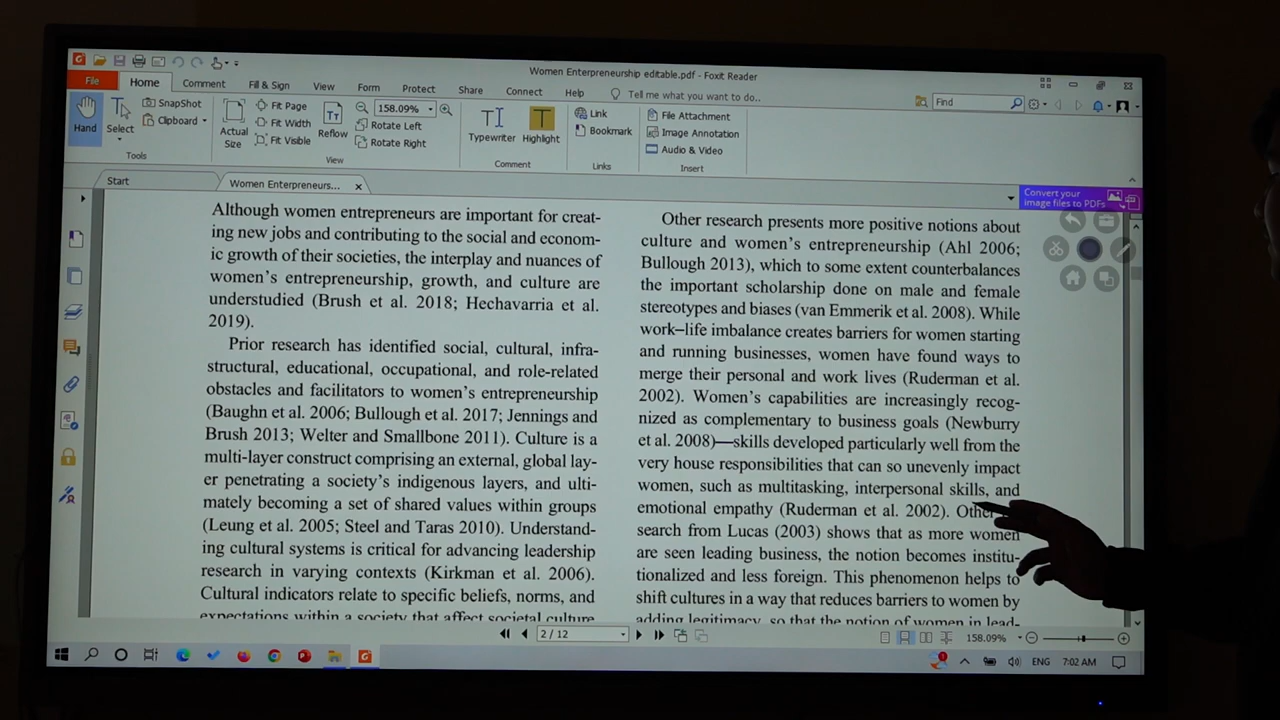 Women Enterpreneurship editable.pdf - Foxit Reader
File Home Comment Fill & Sign View Form Protect Share Connect Help Tell me what you want to do.. Find
Hand
Select
SnapShot
Clipboard
Tools
Actual Size
Fit Page
Fit Width
Fit Visible
Reflow
158.09%
Rotate Left
Rotate Right
View
Typewriter
Highlight
Comment
Link
Bookmark
Links
File Attachment
Image Annotation
Audio & Video
Insert
Start
Women Enterpreneurs...
Convert your
image files to PDFs
Although women entrepreneurs are important for creat-
ing new jobs and contributing to the social and econom-
ic growth of their societies, the interplay and nuances of
women's entrepreneurship, growth, and culture are
understudied (Brush et al. 2018; Hechavarria et al.
2019).
Prior research has identified social, cultural, infra-
structural, educational, occupational, and role-related
obstacles and facilitators to women's entrepreneurship
(Baughn et al. 2006; Bullough et al. 2017; Jennings and
Brush 2013; Welter and Smallbone 2011). Culture is a
multi-layer construct comprising an external, global lay-
er penetrating a society's indigenous layers, and ulti-
mately becoming a set of shared values within groups
(Leung et al. 2005; Steel and Taras 2010). Understand-
ing cultural systems is critical for advancing leadership
research in varying contexts (Kirkman et al. 2006).
Cultural indicators relate to specific beliefs, norms, and
expectations within a society that affect societal culture
Other research presents more positive notions about
culture and women's entrepreneurship (Ahl 2006;
Bullough 2013), which to some extent counterbalances
the important scholarship done on male and female
stereotypes and biases (van Emmerik et al. 2008). While
work–life imbalance creates barriers for women starting
and running businesses, women have found ways to
merge their personal and work lives (Ruderman et al.
2002). Women's capabilities are increasingly recog-
nized as complementary to business goals (Newburry
et al. 2008)—skills developed particularly well from the
very house responsibilities that can so unevenly impact
women, such as multitasking, interpersonal skills, and
emotional empathy (Ruderman et al. 2002).
search from Lucas (2003) shows that as more women
are seen leading business, the notion becomes institu-
tionalized and less foreign. This phenomenon helps to
shift cultures in a way that reduces barriers to women by
adding legitimacy, so that the notion of women in lead-
2 / 12
158.09%
ENG 7:02 AM